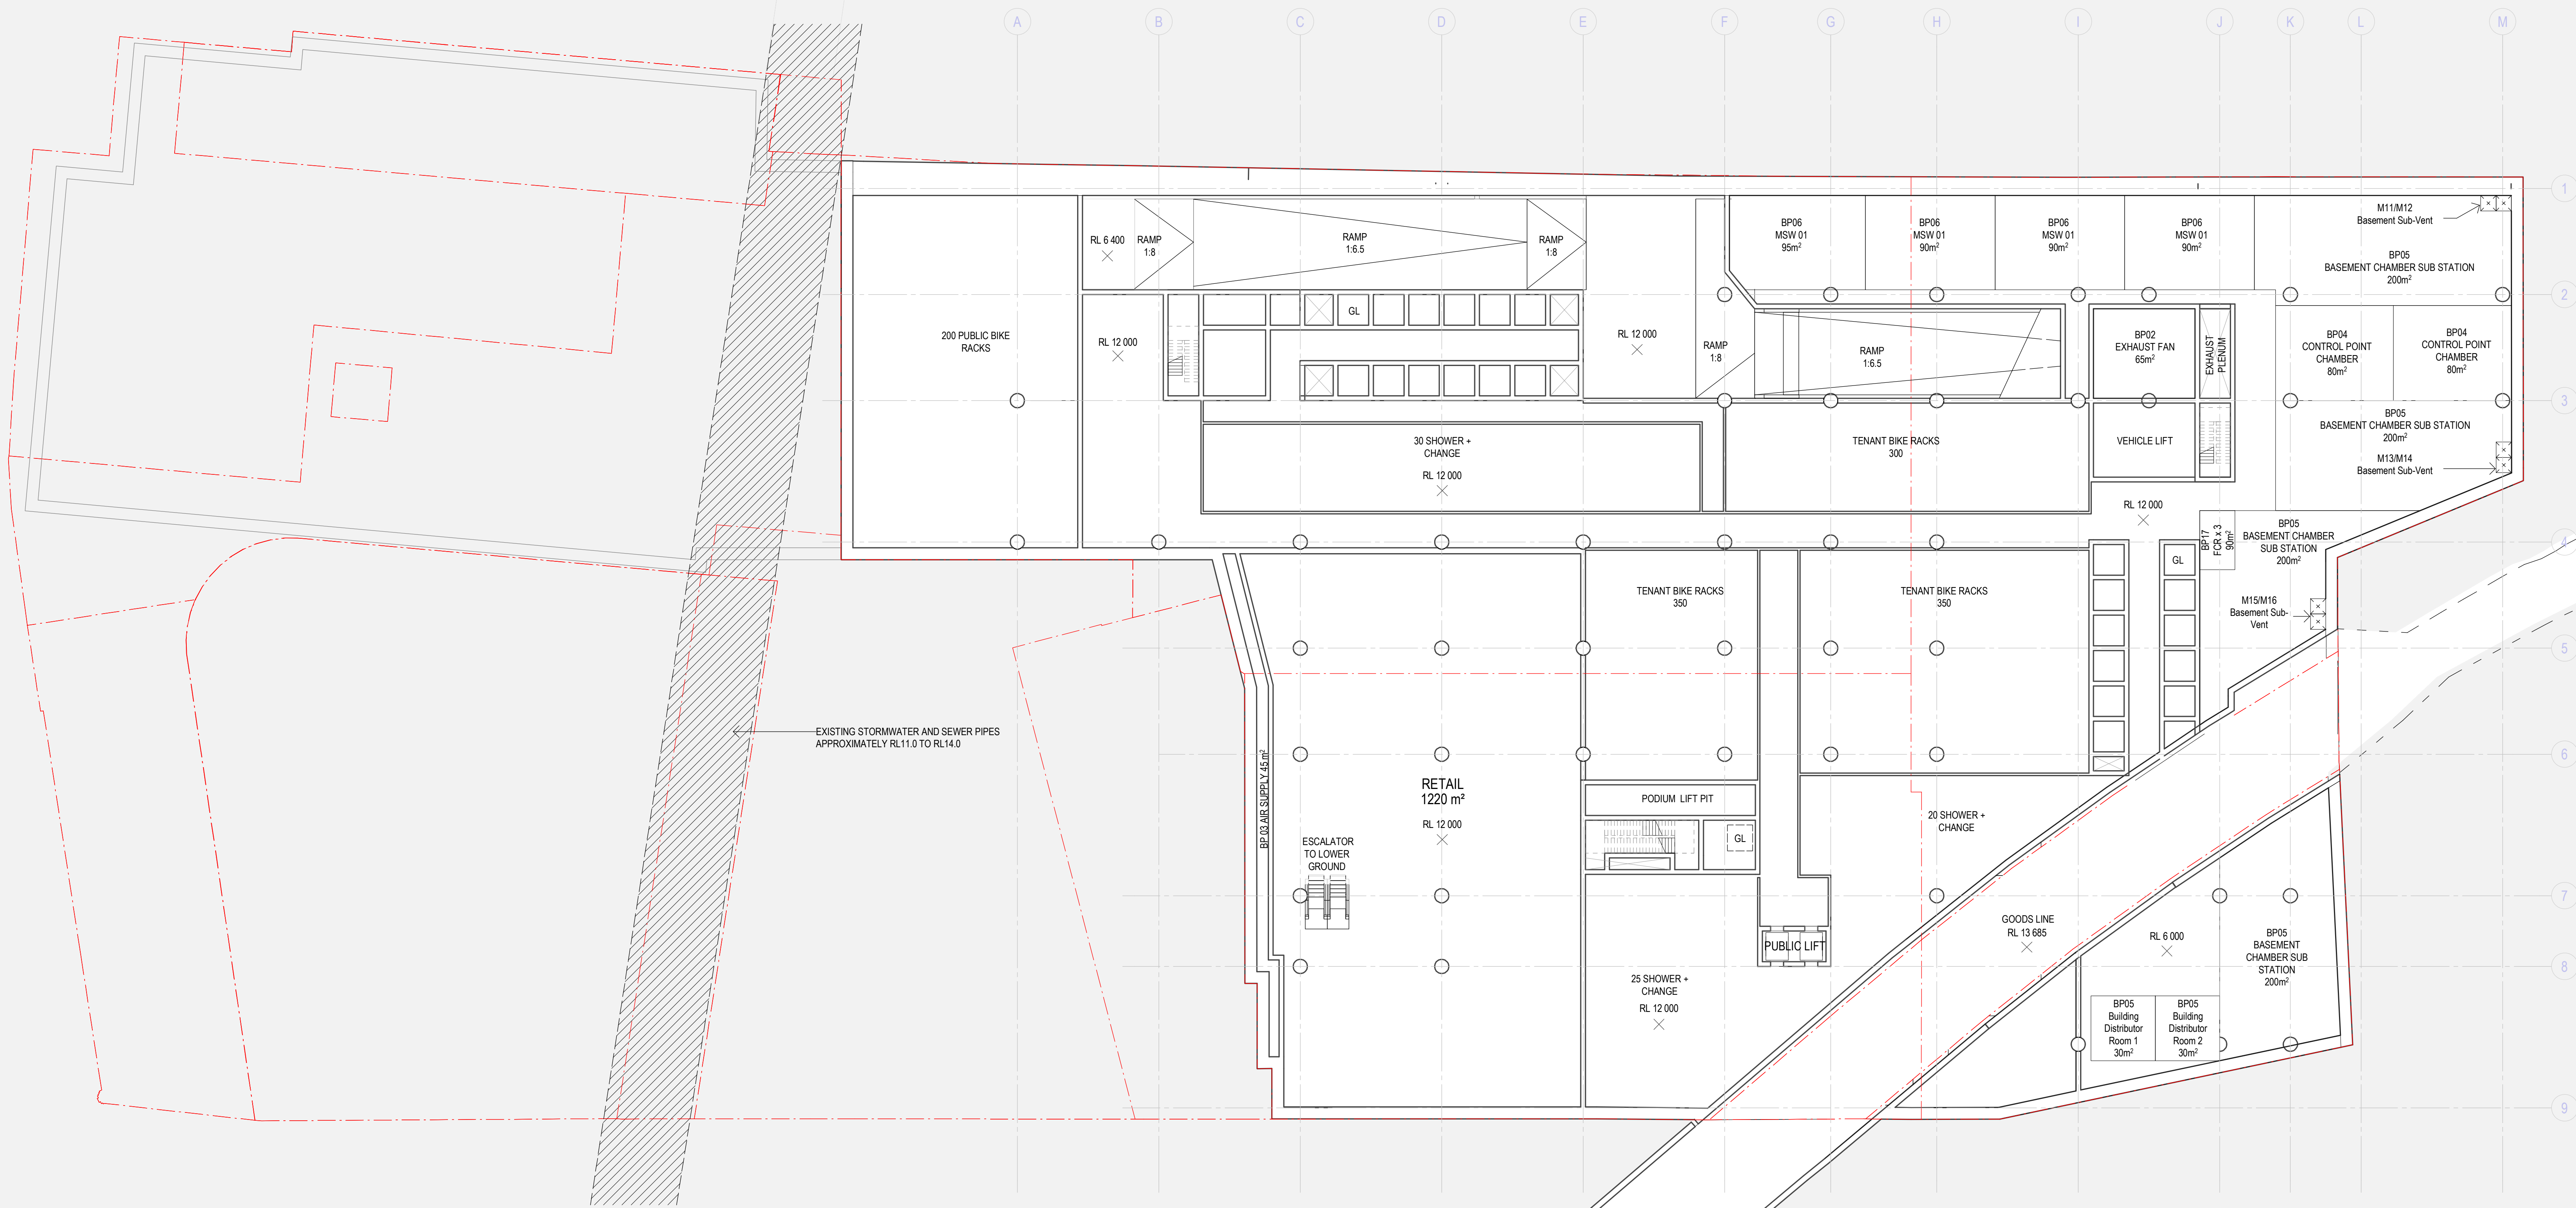 A
B
C
D
E
F
G
H
I
J
K
L
M
1
2
3
4
5
6
7
8
9
RL 6 400
RAMP
1:8
RAMP
1:6.5
RAMP
1:8
BP06
MSW 01
95m²
BP06
MSW 01
90m²
BP06
MSW 01
90m²
BP06
MSW 01
90m²
M11/M12
Basement Sub-Vent
BP05
BASEMENT CHAMBER SUB STATION
200m²
200 PUBLIC BIKE
RACKS
RL 12 000
GL
RL 12 000
RAMP
1:8
RAMP
1:6.5
BP02
EXHAUST FAN
65m²
EXHAUST
PLENUM
BP04
CONTROL POINT
CHAMBER
80m²
BP04
CONTROL POINT
CHAMBER
80m²
BP05
BASEMENT CHAMBER SUB STATION
200m²
M13/M14
Basement Sub-Vent
30 SHOWER +
CHANGE
RL 12 000
TENANT BIKE RACKS
300
VEHICLE LIFT
RL 12 000
BP17
FCR x 3
90m²
BP05
BASEMENT CHAMBER
SUB STATION
200m²
GL
M15/M16
Basement Sub-
Vent
TENANT BIKE RACKS
350
TENANT BIKE RACKS
350
EXISTING STORMWATER AND SEWER PIPES
APPROXIMATELY RL11.0 TO RL14.0
BP 03 AIR SUPPLY 45 m²
RETAIL
1220 m²
RL 12 000
ESCALATOR
TO LOWER
GROUND
PODIUM LIFT PIT
GL
20 SHOWER +
CHANGE
PUBLIC LIFT
25 SHOWER +
CHANGE
RL 12 000
GOODS LINE
RL 13 685
RL 6 000
BP05
BASEMENT
CHAMBER SUB
STATION
200m²
BP05
Building
Distributor
Room 1
30m²
BP05
Building
Distributor
Room 2
30m²